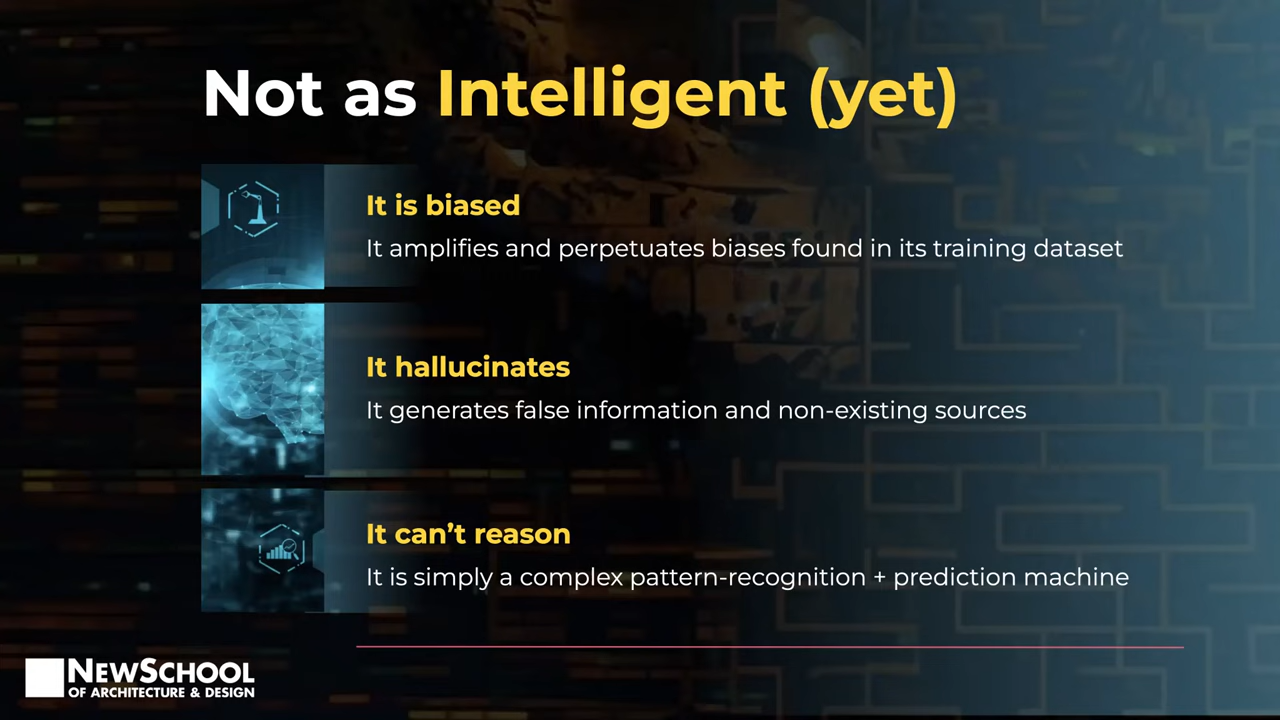 Not as Intelligent (yet)
It is biased
It amplifies and perpetuates biases found in its training dataset
It hallucinates
It generates false information and non-existing sources
It can’t reason
It is simply a complex pattern-recognition + prediction machine
NEWSCHOOL
OF ARCHITECTURE & DESIGN